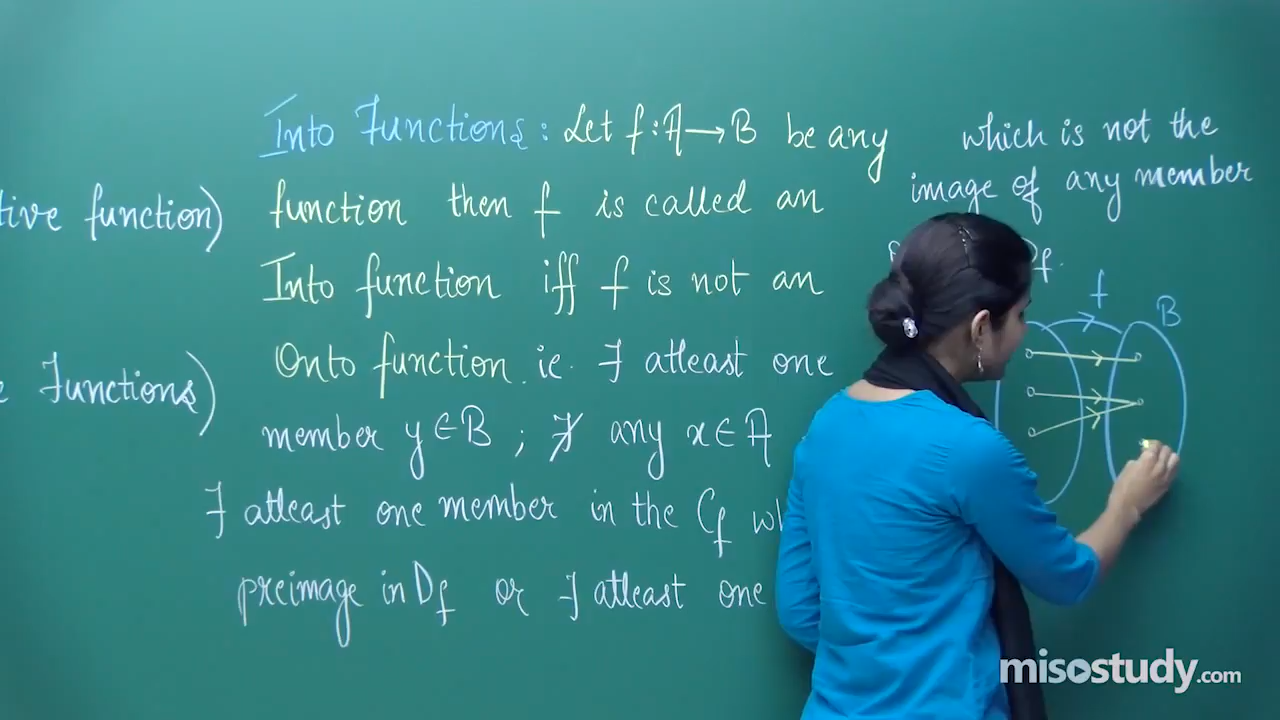 Into Functions: Let f:A→B be any
function then f is called an
Into function iff f is not an
Onto function. ie. ∃ atleast one
member y∈B ; ∄ any x∈A
∃ atleast one member in the Cf
preimage in Df or ∃ atleast one
tive function)
Functions)
which is not the
image of any member
f.
f
B
misostudy.com